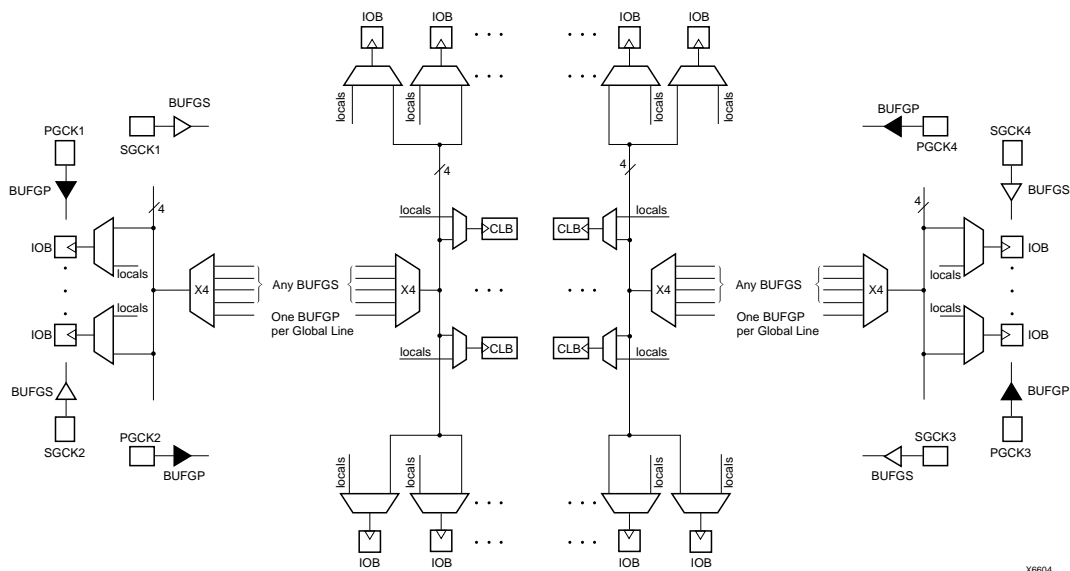 IOB IOB IOB IOB
locals locals locals locals
BUFGS
SGCK1
PGCK1
BUFGP
BUFGP
PGCK4
SGCK4
BUFGS
4 4 4 4
locals CLB CLB locals
IOB locals
locals IOB
X4 Any BUFGS X4
X4 Any BUFGS X4
One BUFGP
per Global Line
One BUFGP
per Global Line
IOB locals
locals IOB
locals CLB CLB locals
BUFGS
SGCK2
PGCK2
BUFGP
SGCK3
BUFGS
BUFGP
PGCK3
locals locals locals locals
IOB IOB IOB IOB
X6604